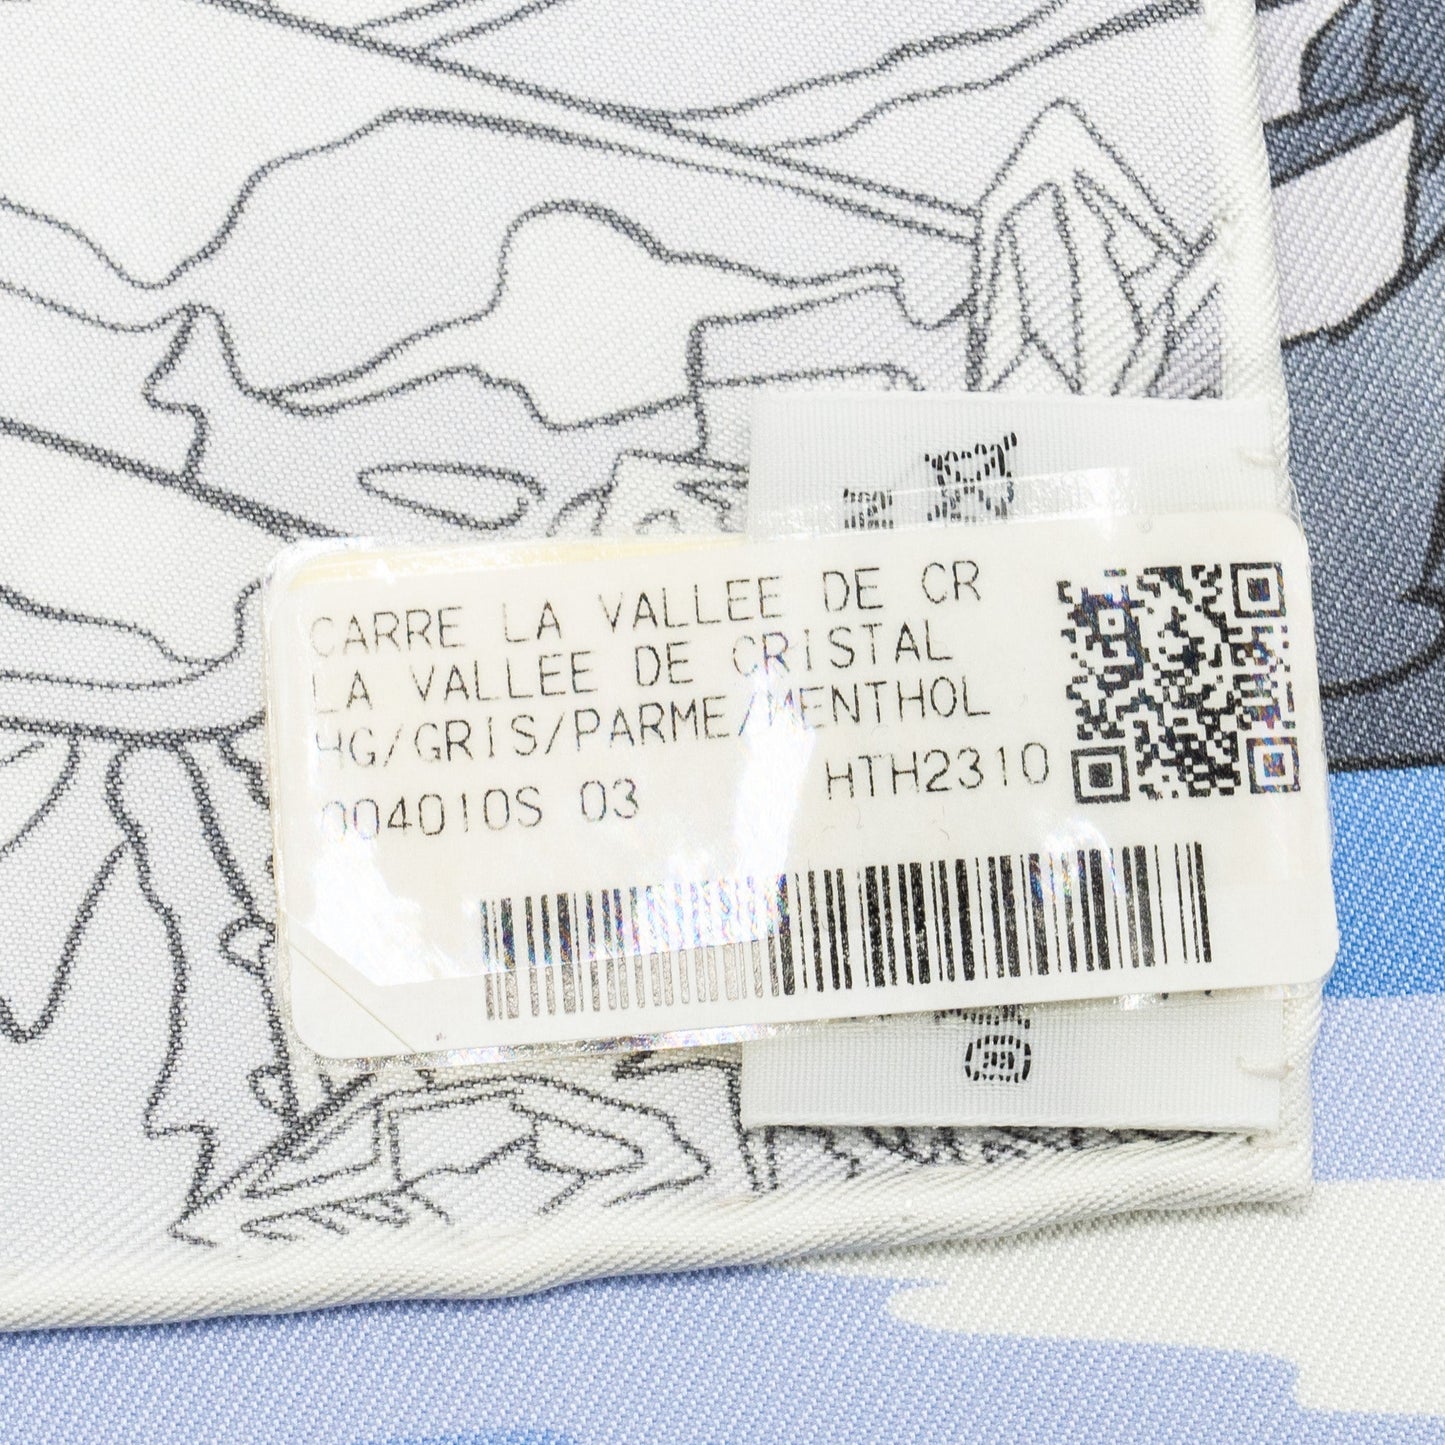 CARRE LA VALLEE DE CR
LA VALLEE DE CRISTAL
HG/GRIS/PARME/MENTHOL
004010S 03 HTH2310